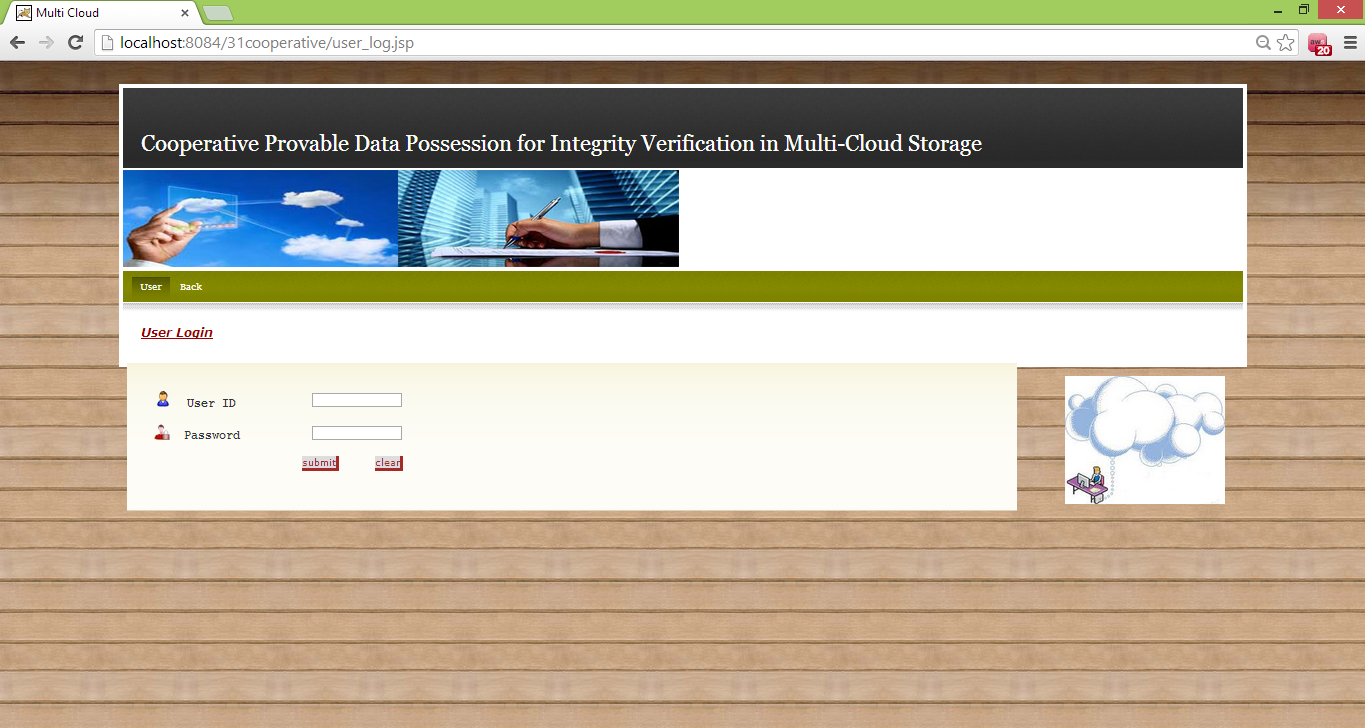 Multi Cloud
localhost:8084/31cooperative/user_log.jsp
20
Cooperative Provable Data Possession for Integrity Verification in Multi-Cloud Storage
User Back
User Login
User ID
Password
submit clear